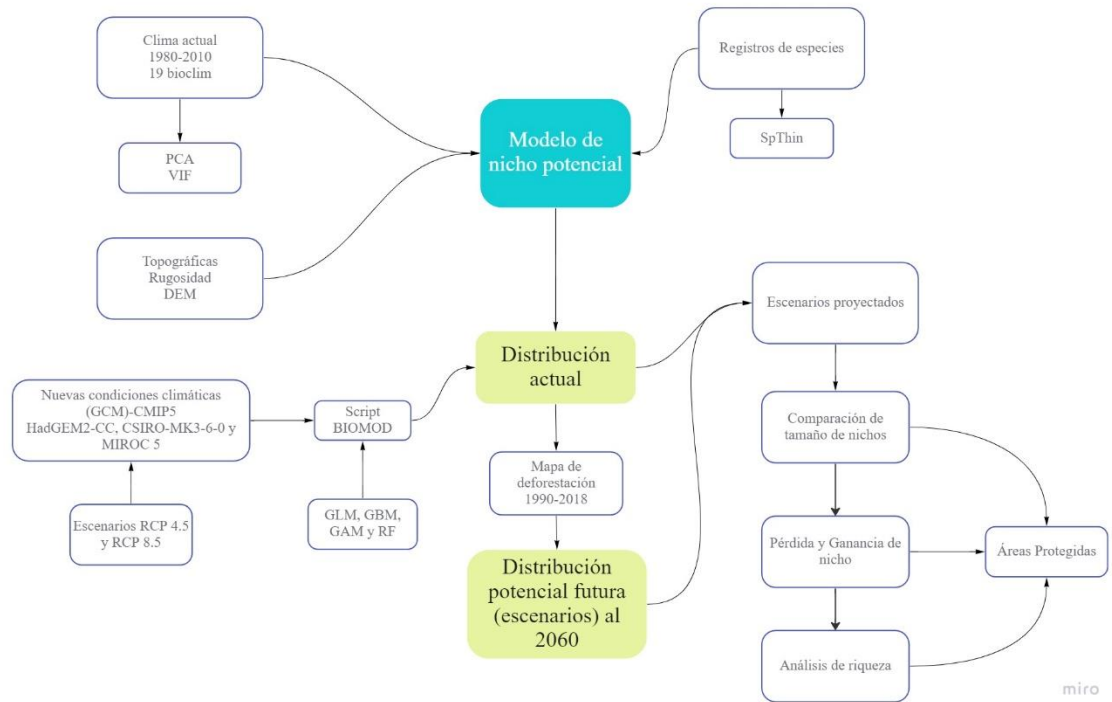 Clima actual
1980-2010
19 bioclim
Registros de especies
PCA
VIF
SpThin
Modelo de
nicho potencial
Topográficas
Rugosidad
DEM
Escenarios proyectados
Distribución
actual
Nuevas condiciones climáticas
(GCM)-CMIP5
HadGEM2-CC, CSIRO-MK3-6-0 y
MIROC 5
Script
BIOMOD
Comparación de
tamaño de nichos
Mapa de
deforestación
1990-2018
Escenarios RCP 4.5
y RCP 8.5
GLM, GBM,
GAM y RF
Pérdida y Ganancia de
nicho
Áreas Protegidas
Distribución
potencial futura
(escenarios) al
2060
Análisis de riqueza
miro